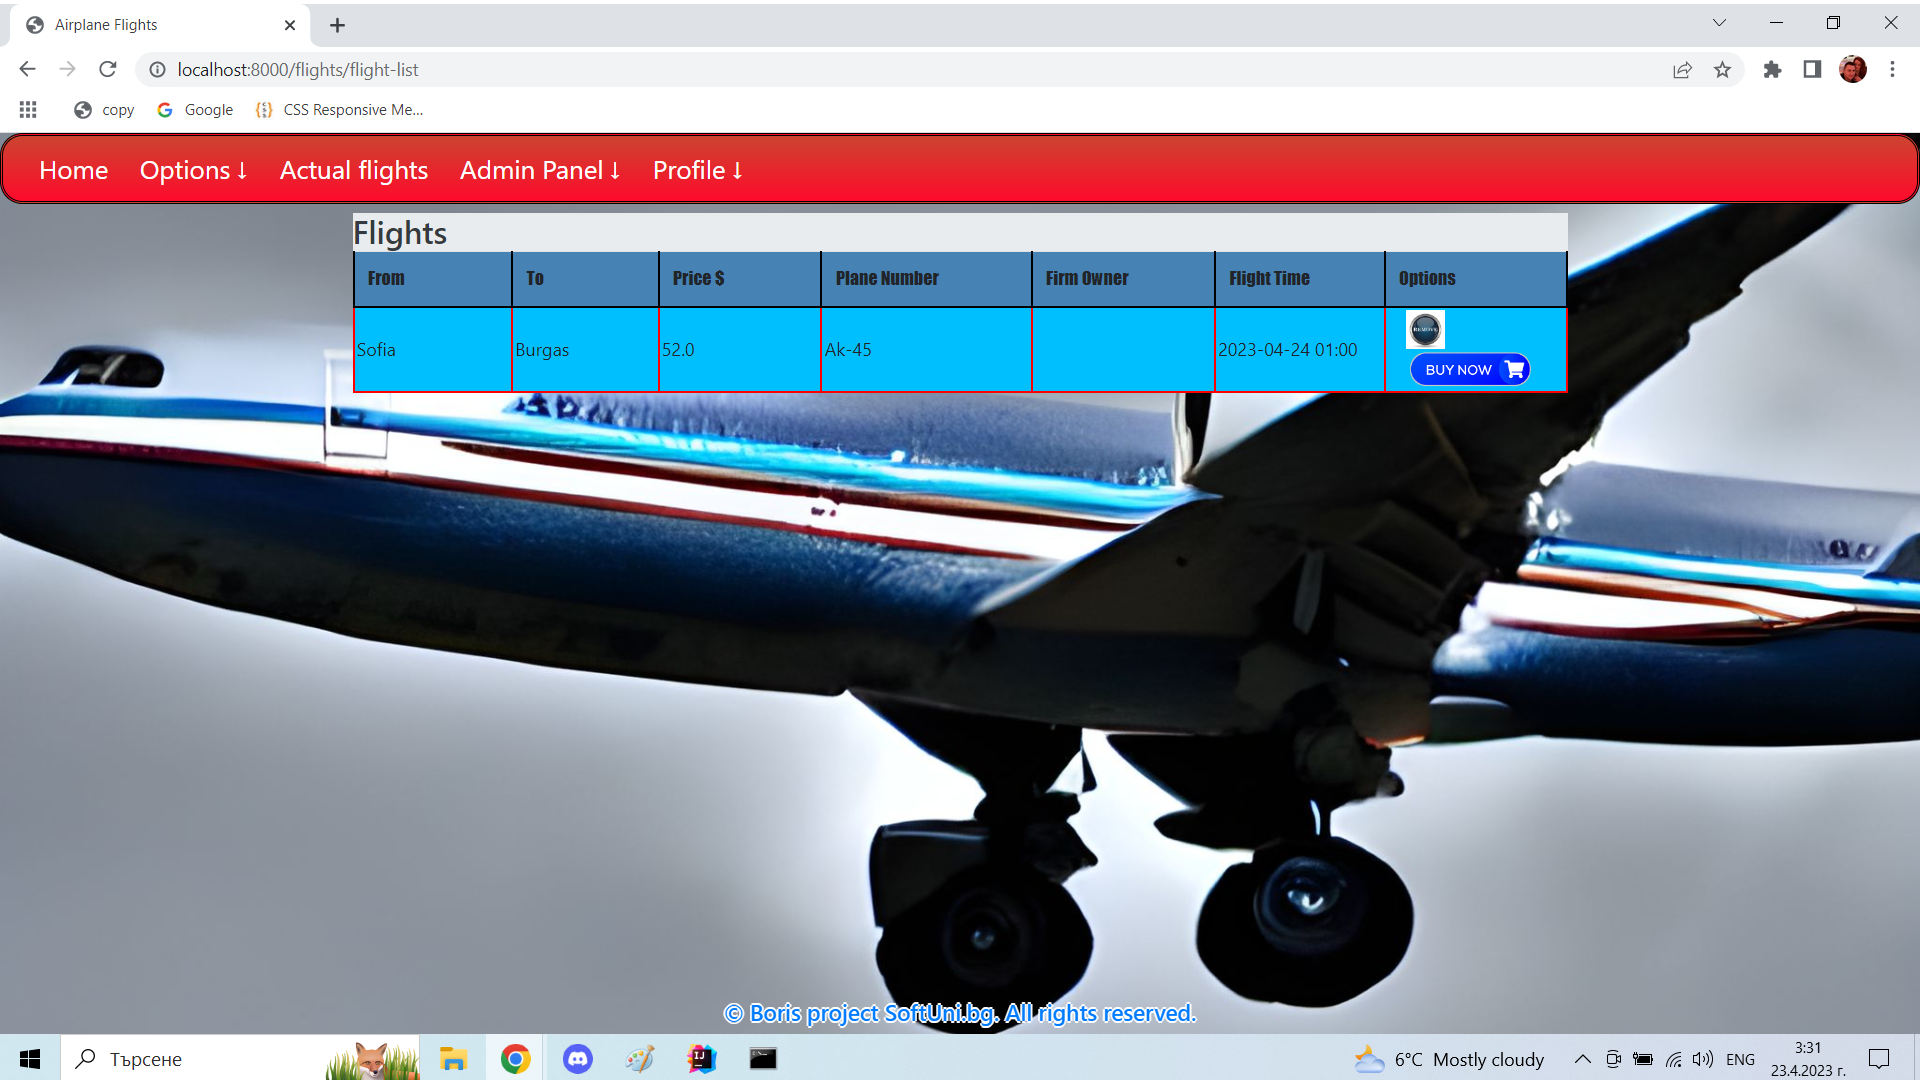 Airplane Flights
localhost:8000/flights/flight-list
copy Google CSS Responsive Me...
Home Options ↓ Actual flights Admin Panel ↓ Profile ↓
Flights
From To Price $ Plane Number Firm Owner Flight Time Options
REMOVE
Sofia Burgas 52.0 Ak-45 2023-04-24 01:00
BUY NOW
© Boris project SoftUni.bg. All rights reserved.
Търсене
6°C Mostly cloudy
ENG
3:31
23.4.2023 г.